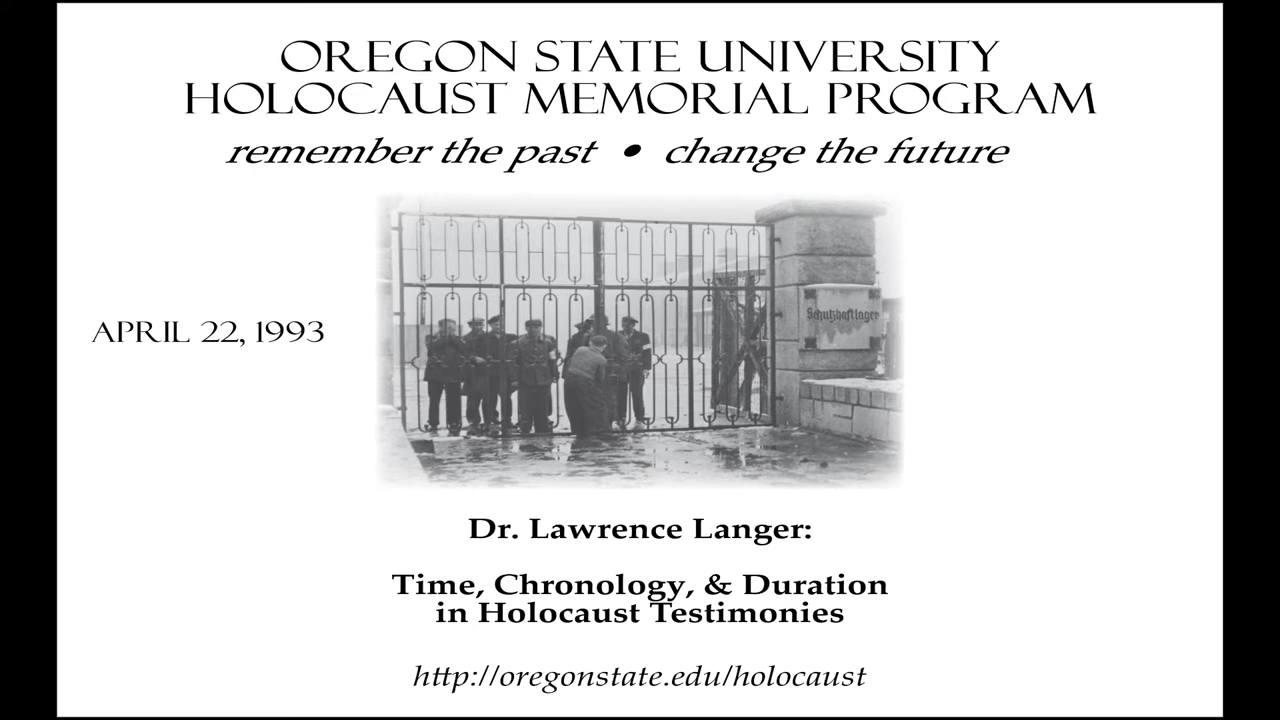 OREGON STATE UNIVERSITY
HOLOCAUST MEMORIAL PROGRAM
remember the past • change the future
APRIL 22, 1993
Schutzhaftlager
Dr. Lawrence Langer:
Time, Chronology, & Duration
in Holocaust Testimonies
http://oregonstate.edu/holocaust